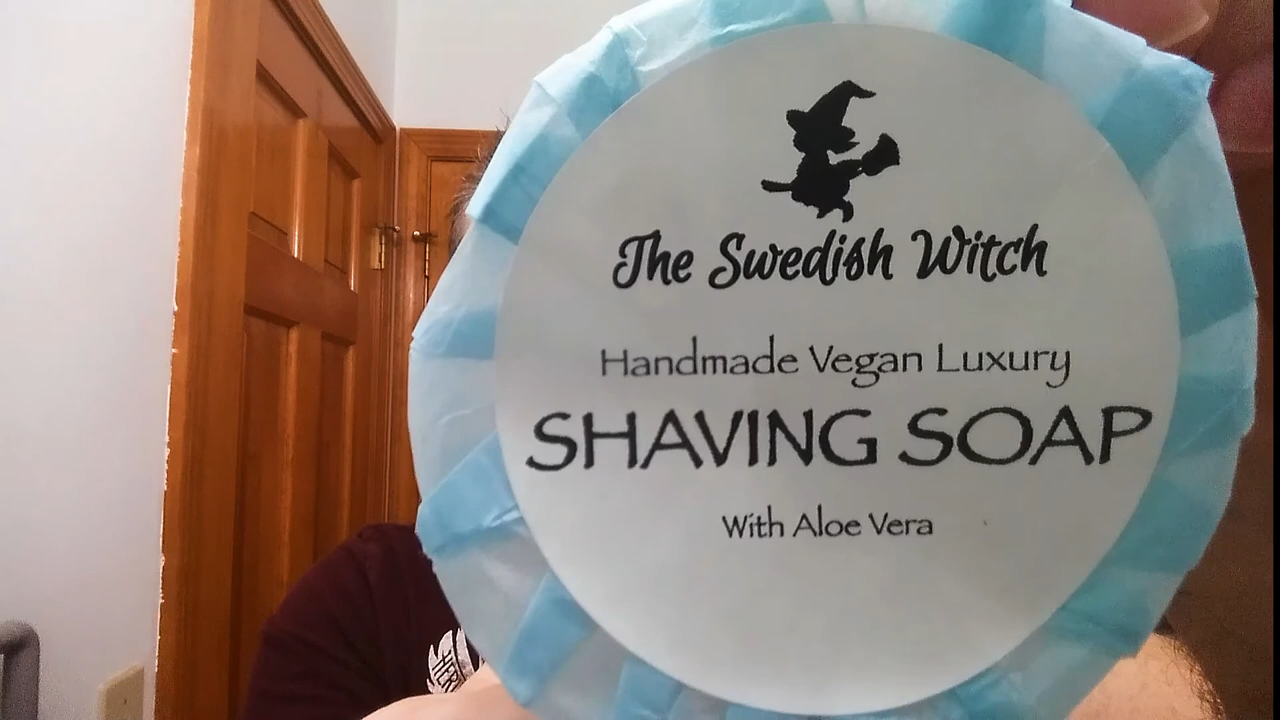 The Swedish Witch
Handmade Vegan Luxury
SHAVING SOAP
With Aloe Vera